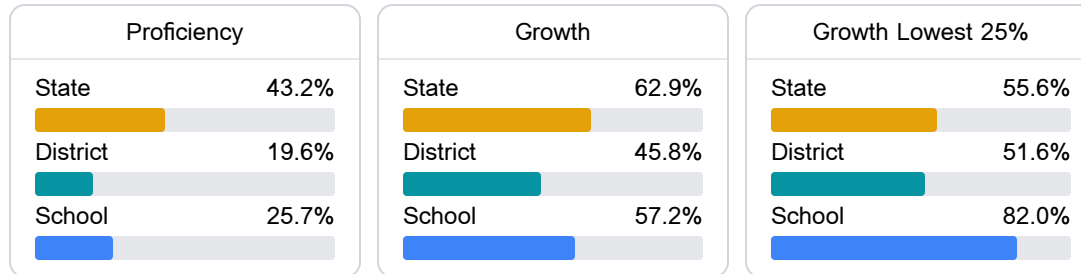 Proficiency
State 43.2%
District 19.6%
School 25.7%
Growth
State 62.9%
District 45.8%
School 57.2%
Growth Lowest 25%
State 55.6%
District 51.6%
School 82.0%